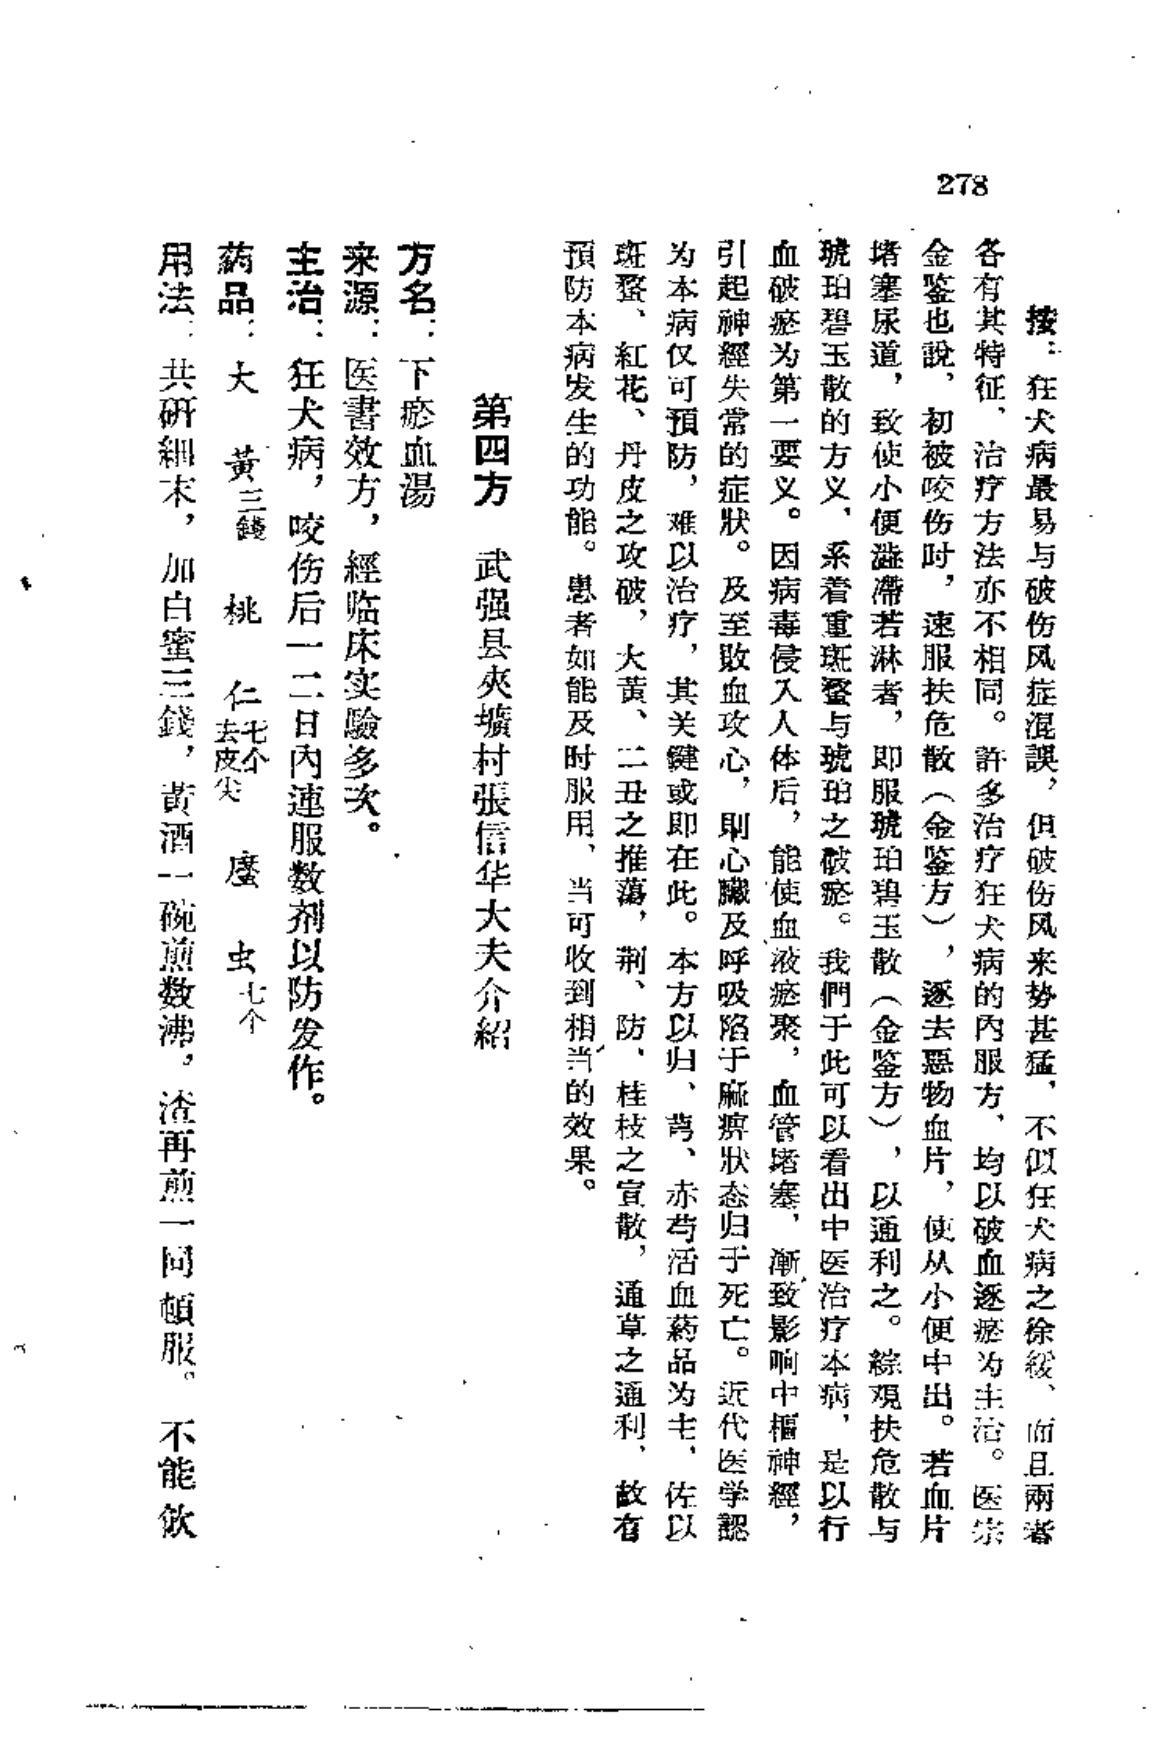 278
按：狂犬病最易与破伤风症混誤，但破伤风来势甚猛、不似狂犬病之徐綫、而且兩者
各有其特征、治疗方法亦不相同。許多治疗狂犬病的内服方、均以破血逐瘀为主治。医宗
金鉴也說、初被咬伤时，速服扶危散（金鉴方），逐去惡物血片，使从小便中出。若血片
堵塞尿道，致使小便澁滯若淋者，即服琥珀碧玉散（金鉴方），以通利之。綜观扶危散与
琥珀碧玉散的方义、系着重斑蝥与琥珀之破瘀。我們于此可以看出中医治疗本病，是以行
血破瘀为第一要义。因病毒侵入人体后，能使血液瘀聚，血管堵塞，漸致影响中樞神經，
引起神經失常的症狀。及至敗血攻心，則心臟及呼吸陷于麻痹狀态归于死亡。近代医学認
为本病仅可預防，难以治疗，其关鍵或即在此。本方以归、芎、赤芍活血葯品为主、佐以
斑蝥、紅花、丹皮之攻破，大黄、二丑之推蕩，荆、防、桂枝之宣散，通草之通利、故有
預防本病发生的功能。患者如能及时服用、当可收到相当的效果。
第四方　武强县夾壙村張信华大夫介紹
方名：下瘀血湯
来源：医書效方，經临床实驗多次。
主治：狂犬病，咬伤后一二日內連服数剂以防发作。
葯品：大　黃三錢　桃　仁七个去皮尖　䗪　虫七个
用法：共研細末，加白蜜三錢，黄酒一碗煎数沸，渣再煎一同頓服。不能飲